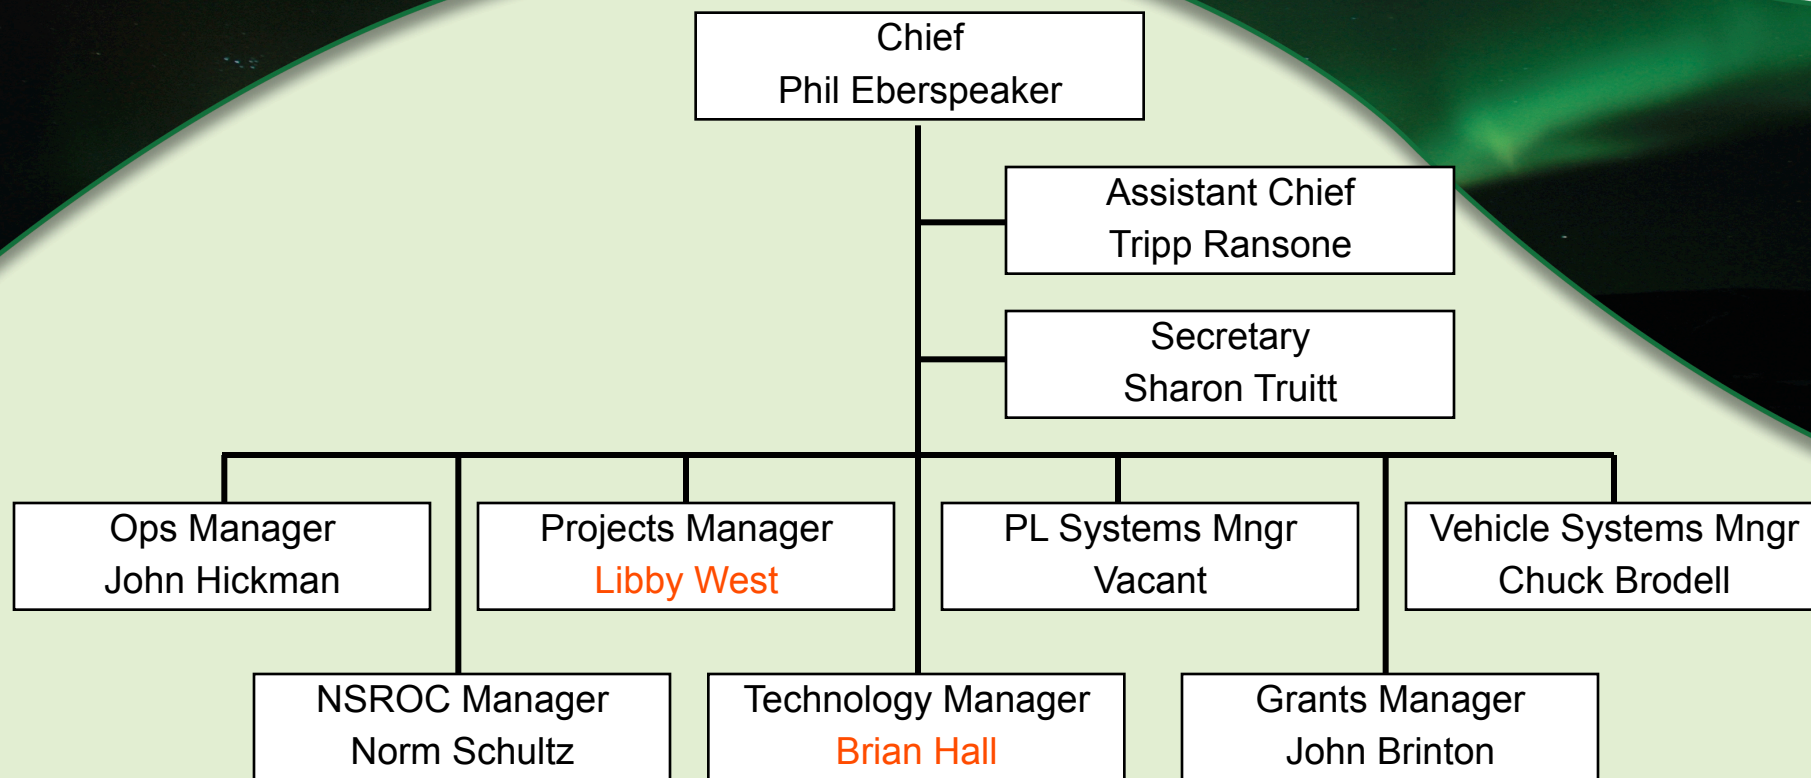 Chief
Phil Eberspeaker
Assistant Chief
Tripp Ransone
Secretary
Sharon Truitt
Ops Manager
John Hickman
Projects Manager
Libby West
PL Systems Mngr
Vacant
Vehicle Systems Mngr
Chuck Brodell
NSROC Manager
Norm Schultz
Technology Manager
Brian Hall
Grants Manager
John Brinton